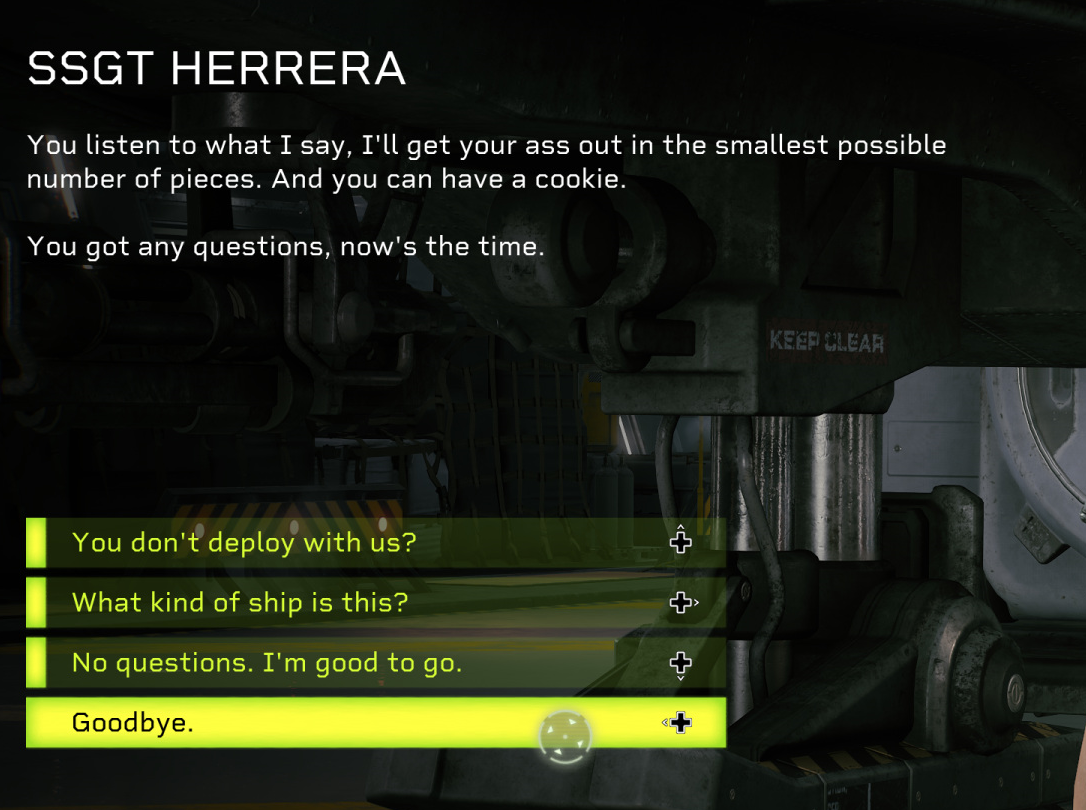 SSGT HERRERA
You listen to what I say, I'll get your ass out in the smallest possible
number of pieces. And you can have a cookie.
You got any questions, now's the time.
KEEP CLEAR
You don't deploy with us?
What kind of ship is this?
No questions. I'm good to go.
Goodbye.